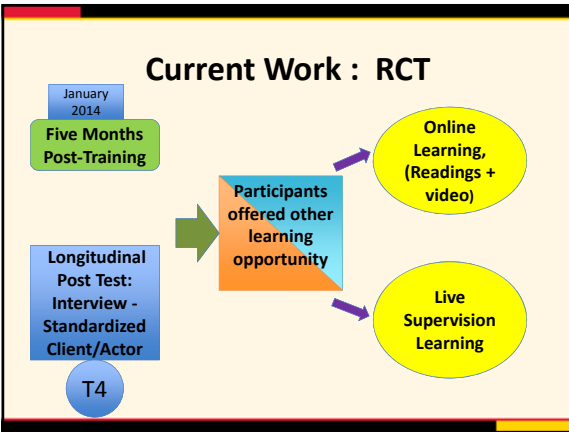 Current Work : RCT
January
2014
Five Months
Post-Training
Longitudinal
Post Test:
Interview -
Standardized
Client/Actor
T4
Participants
offered other
learning
opportunity
Online
Learning,
(Readings +
video)
Live
Supervision
Learning